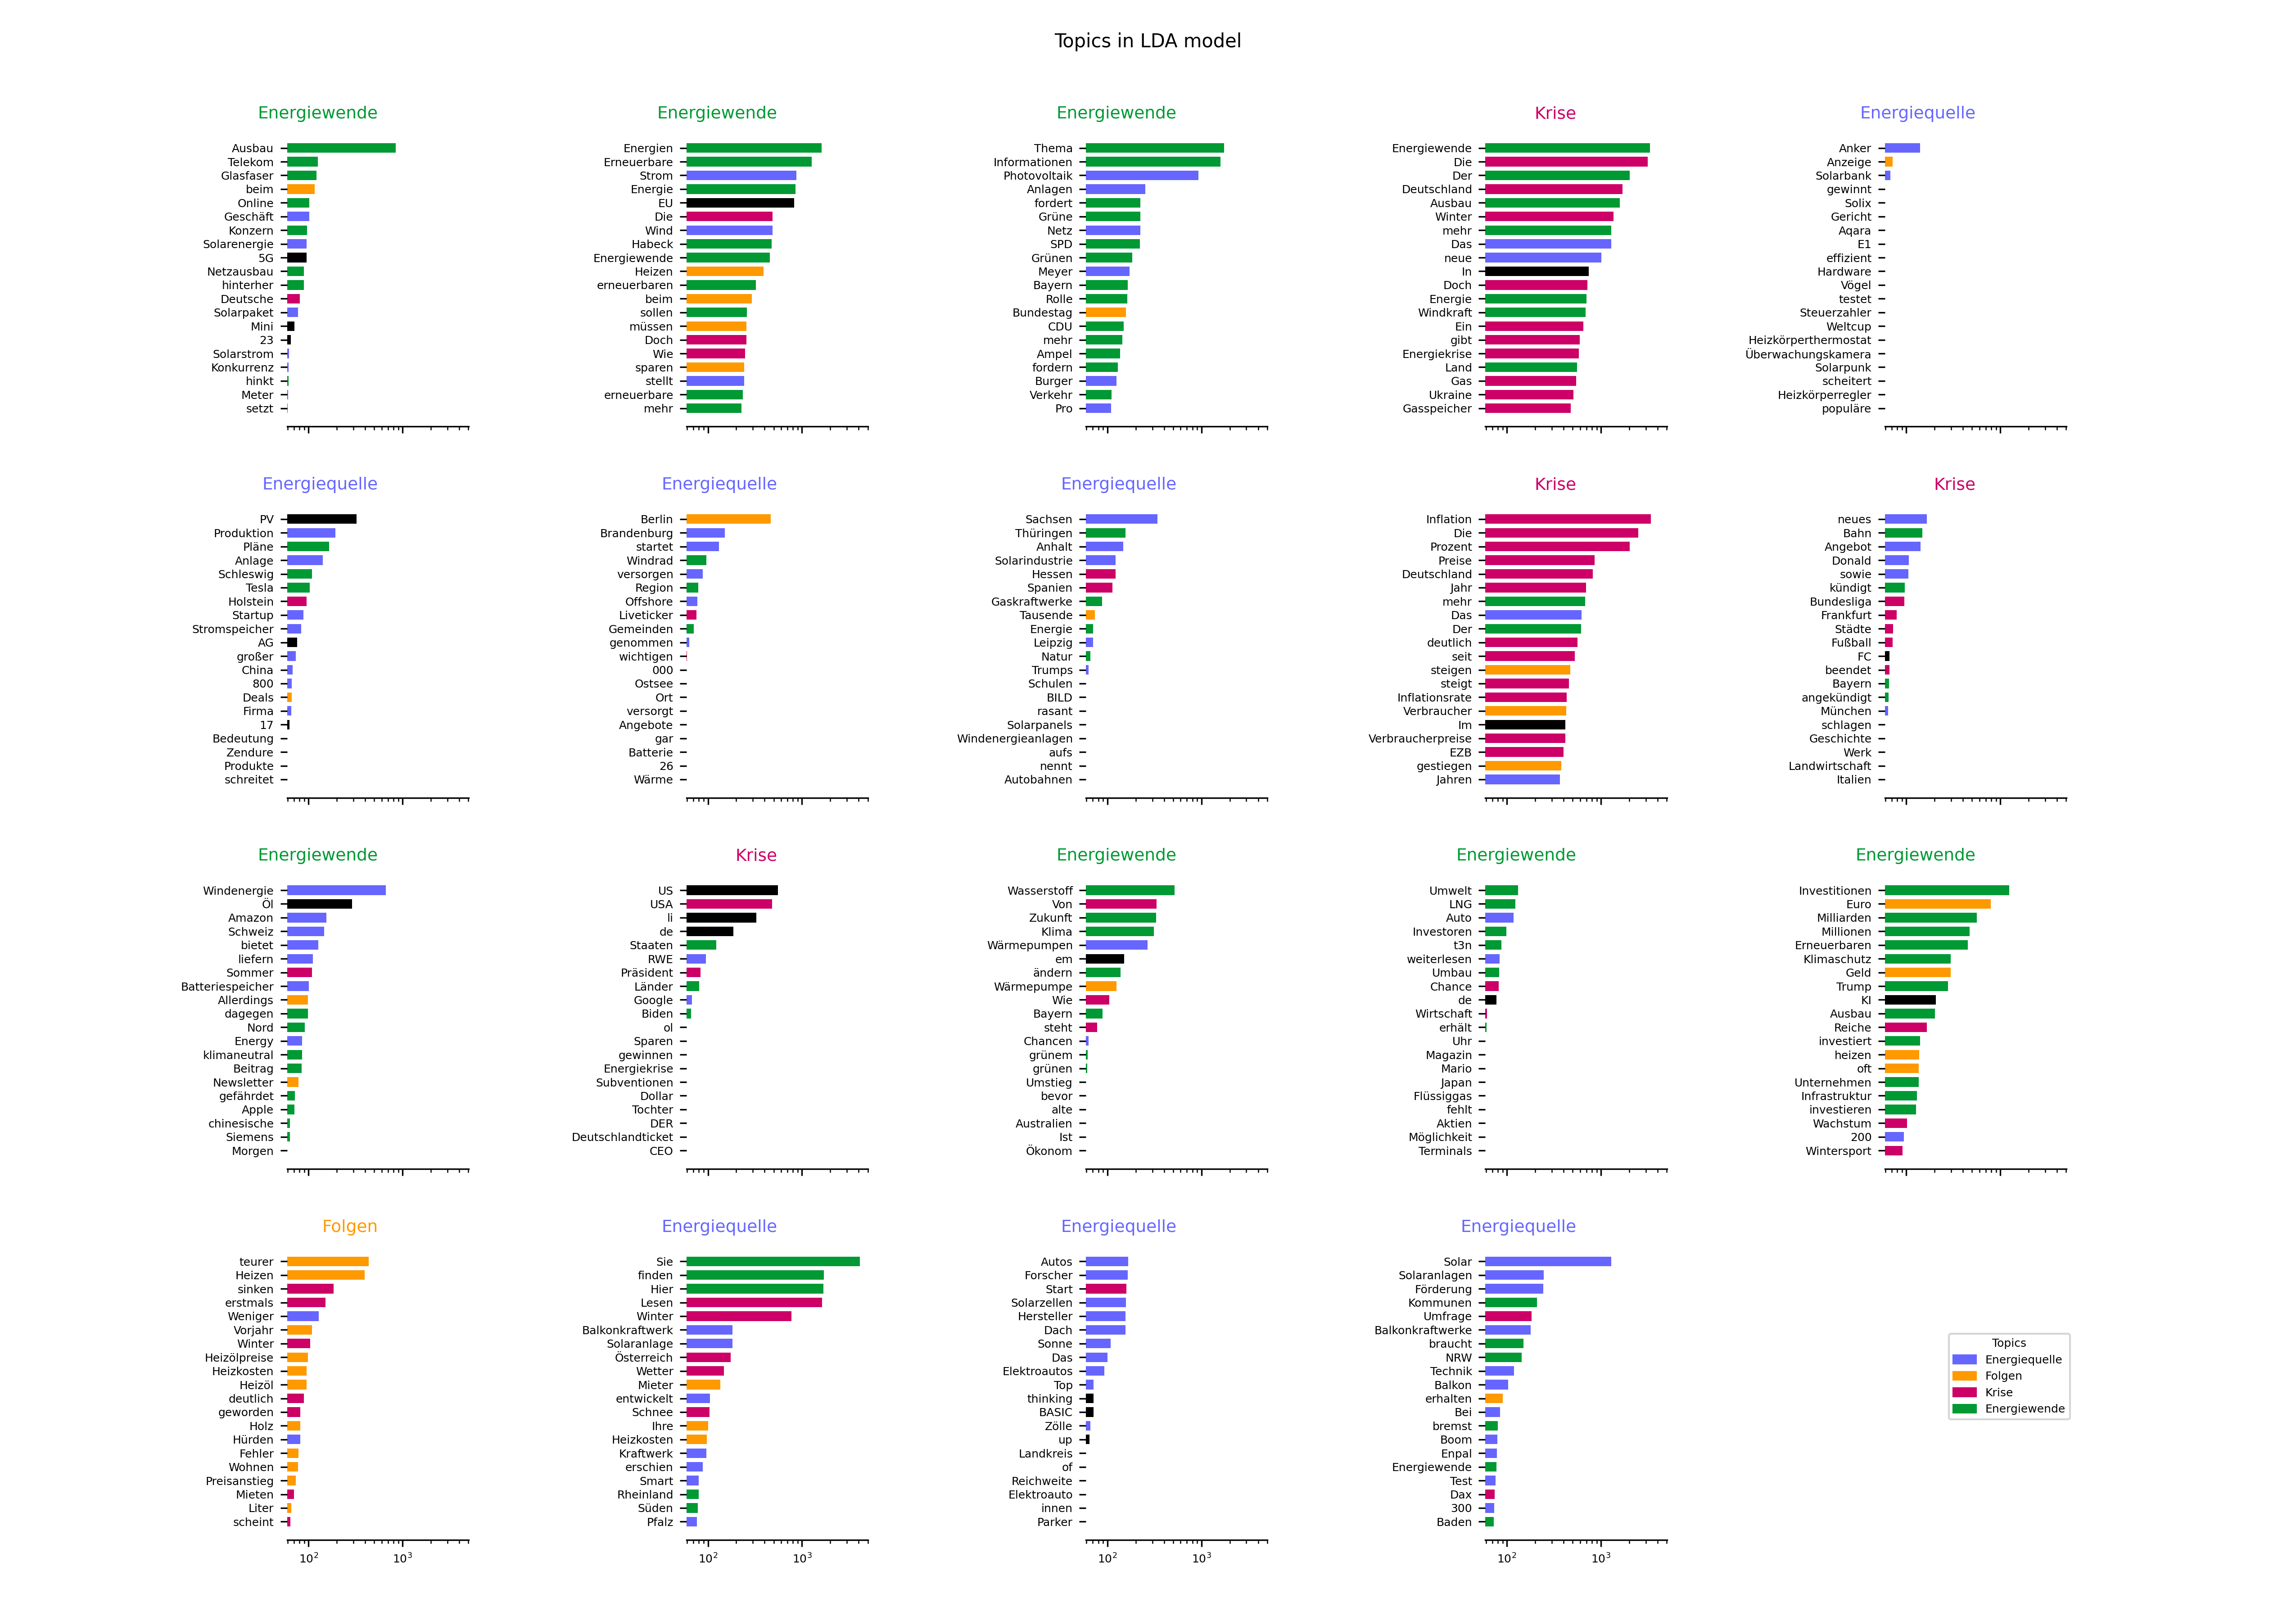 Topics in LDA model
Energiewende
Ausbau
Telekom
Glasfaser
beim
Online
Geschäft
Konzern
Solarenergie
5G
Netzausbau
hinterher
Deutsche
Solarpaket
Mini
23
Solarstrom
Konkurrenz
hinkt
Meter
setzt
Energiewende
Energien
Erneuerbare
Strom
Energie
EU
Die
Wind
Habeck
Energiewende
Heizen
erneuerbaren
beim
sollen
müssen
Doch
Wie
sparen
stellt
erneuerbare
mehr
Energiewende
Thema
Informationen
Photovoltaik
Anlagen
fordert
Grüne
Netz
SPD
Grünen
Meyer
Bayern
Rolle
Bundestag
CDU
mehr
Ampel
fordern
Burger
Verkehr
Pro
Krise
Energiewende
Die
Der
Deutschland
Ausbau
Winter
mehr
Das
neue
In
Doch
Energie
Windkraft
Ein
gibt
Energiekrise
Land
Gas
Ukraine
Gasspeicher
Energiequelle
Anker
Anzeige
Solarbank
gewinnt
Solix
Gericht
Aqara
E1
effizient
Hardware
Vögel
testet
Steuerzahler
Weltcup
Heizkörperthermostat
Überwachungskamera
Solarpunk
scheitert
Heizkörperregler
populäre
Energiequelle
PV
Produktion
Pläne
Anlage
Schleswig
Tesla
Holstein
Startup
Stromspeicher
AG
großer
China
800
Deals
Firma
17
Bedeutung
Zendure
Produkte
schreitet
Energiequelle
Berlin
Brandenburg
startet
Windrad
versorgen
Region
Offshore
Liveticker
Gemeinden
genommen
wichtigen
000
Ostsee
Ort
versorgt
Angebote
gar
Batterie
26
Wärme
Energiequelle
Sachsen
Thüringen
Anhalt
Solarindustrie
Hessen
Spanien
Gaskraftwerke
Tausende
Energie
Leipzig
Natur
Trumps
Schulen
BILD
rasant
Solarpanels
Windenergieanlagen
aufs
nennt
Autobahnen
Krise
Inflation
Die
Prozent
Preise
Deutschland
Jahr
mehr
Das
Der
deutlich
seit
steigen
steigt
Inflationsrate
Verbraucher
Im
Verbraucherpreise
EZB
gestiegen
Jahren
Krise
neues
Bahn
Angebot
Donald
sowie
kündigt
Bundesliga
Frankfurt
Städte
Fußball
FC
beendet
Bayern
angekündigt
München
schlagen
Geschichte
Werk
Landwirtschaft
Italien
Energiewende
Windenergie
Öl
Amazon
Schweiz
bietet
liefern
Sommer
Batteriespeicher
Allerdings
dagegen
Nord
Energy
klimaneutral
Beitrag
Newsletter
gefährdet
Apple
chinesische
Siemens
Morgen
Krise
US
USA
li
de
Staaten
RWE
Präsident
Länder
Google
Biden
ol
Sparen
gewinnen
Energiekrise
Subventionen
Dollar
Tochter
DER
Deutschlandticket
CEO
Energiewende
Wasserstoff
Von
Zukunft
Klima
Wärmepumpen
em
ändern
Wärmepumpe
Wie
Bayern
steht
Chancen
grünem
grünen
Umstieg
bevor
alte
Australien
Ist
Ökonom
Energiewende
Umwelt
LNG
Auto
Investoren
t3n
weiterlesen
Umbau
Chance
de
Wirtschaft
erhält
Uhr
Magazin
Mario
Japan
Flüssiggas
fehlt
Aktien
Möglichkeit
Terminals
Energiewende
Investitionen
Euro
Milliarden
Millionen
Erneuerbaren
Klimaschutz
Geld
Trump
KI
Ausbau
Reiche
investiert
heizen
oft
Unternehmen
Infrastruktur
investieren
Wachstum
200
Wintersport
Folgen
teurer
Heizen
sinken
erstmals
Weniger
Vorjahr
Winter
Heizölpreise
Heizkosten
Heizöl
deutlich
geworden
Holz
Hürden
Fehler
Wohnen
Preisanstieg
Mieten
Liter
scheint
10² 10³
Energiequelle
Sie
finden
Hier
Lesen
Winter
Balkonkraftwerk
Solaranlage
Österreich
Wetter
Mieter
entwickelt
Schnee
Ihre
Heizkosten
Kraftwerk
erschien
Smart
Rheinland
Süden
Pfalz
10² 10³
Energiequelle
Autos
Forscher
Start
Solarzellen
Hersteller
Dach
Sonne
Das
Elektroautos
Top
thinking
BASIC
Zölle
up
Landkreis
of
Reichweite
Elektroauto
innen
Parker
10² 10³
Energiequelle
Solar
Solaranlagen
Förderung
Kommunen
Umfrage
Balkonkraftwerke
braucht
NRW
Technik
Balkon
erhalten
Bei
bremst
Boom
Enpal
Energiewende
Test
Dax
300
Baden
10² 10³
Topics
Energiequelle
Folgen
Krise
Energiewende